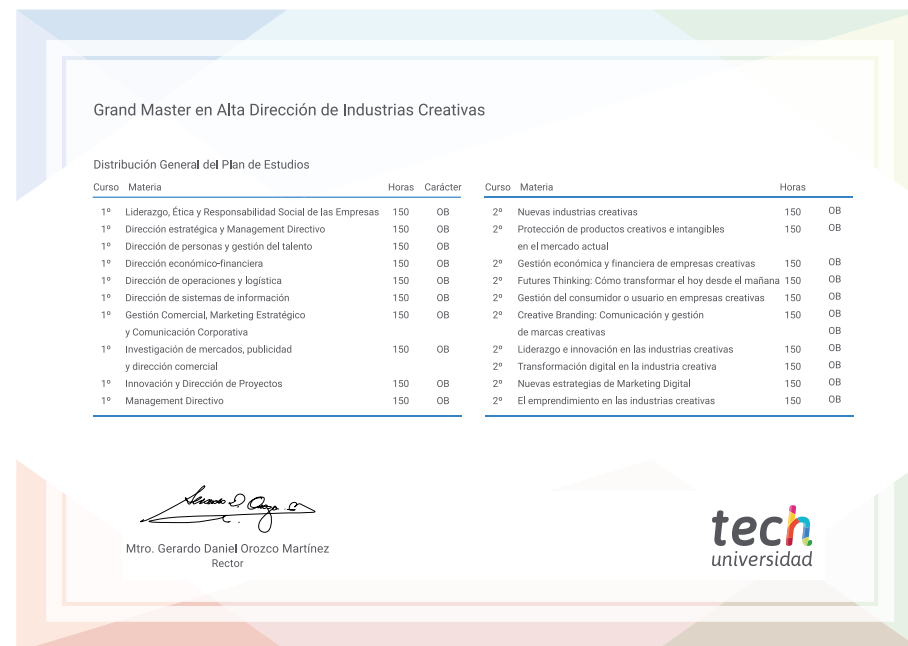 Grand Master en Alta Dirección de Industrias Creativas
Distribución General del Plan de Estudios
Curso Materia Horas Carácter
1º Liderazgo, Ética y Responsabilidad Social de las Empresas 150 OB
1º Dirección estratégica y Management Directivo 150 OB
1º Dirección de personas y gestión del talento 150 OB
1º Dirección económico-financiera 150 OB
1º Dirección de operaciones y logística 150 OB
1º Dirección de sistemas de información 150 OB
1º Gestión Comercial, Marketing Estratégico 150 OB
y Comunicación Corporativa
1º Investigación de mercados, publicidad 150 OB
y dirección comercial
1º Innovación y Dirección de Proyectos 150 OB
1º Management Directivo 150 OB
Curso Materia Horas
2º Nuevas industrias creativas 150 OB
2º Protección de productos creativos e intangibles 150 OB
en el mercado actual
2º Gestión económica y financiera de empresas creativas 150 OB
2º Futures Thinking: Cómo transformar el hoy desde el mañana 150 OB
2º Gestión del consumidor o usuario en empresas creativas 150 OB
2º Creative Branding: Comunicación y gestión 150 OB
de marcas creativas OB
2º Liderazgo e innovación en las industrias creativas 150 OB
2º Transformación digital en la industria creativa 150 OB
2º Nuevas estrategias de Marketing Digital 150 OB
2º El emprendimiento en las industrias creativas 150 OB
Mtro. Gerardo Daniel Orozco Martínez
Rector
tech
universidad